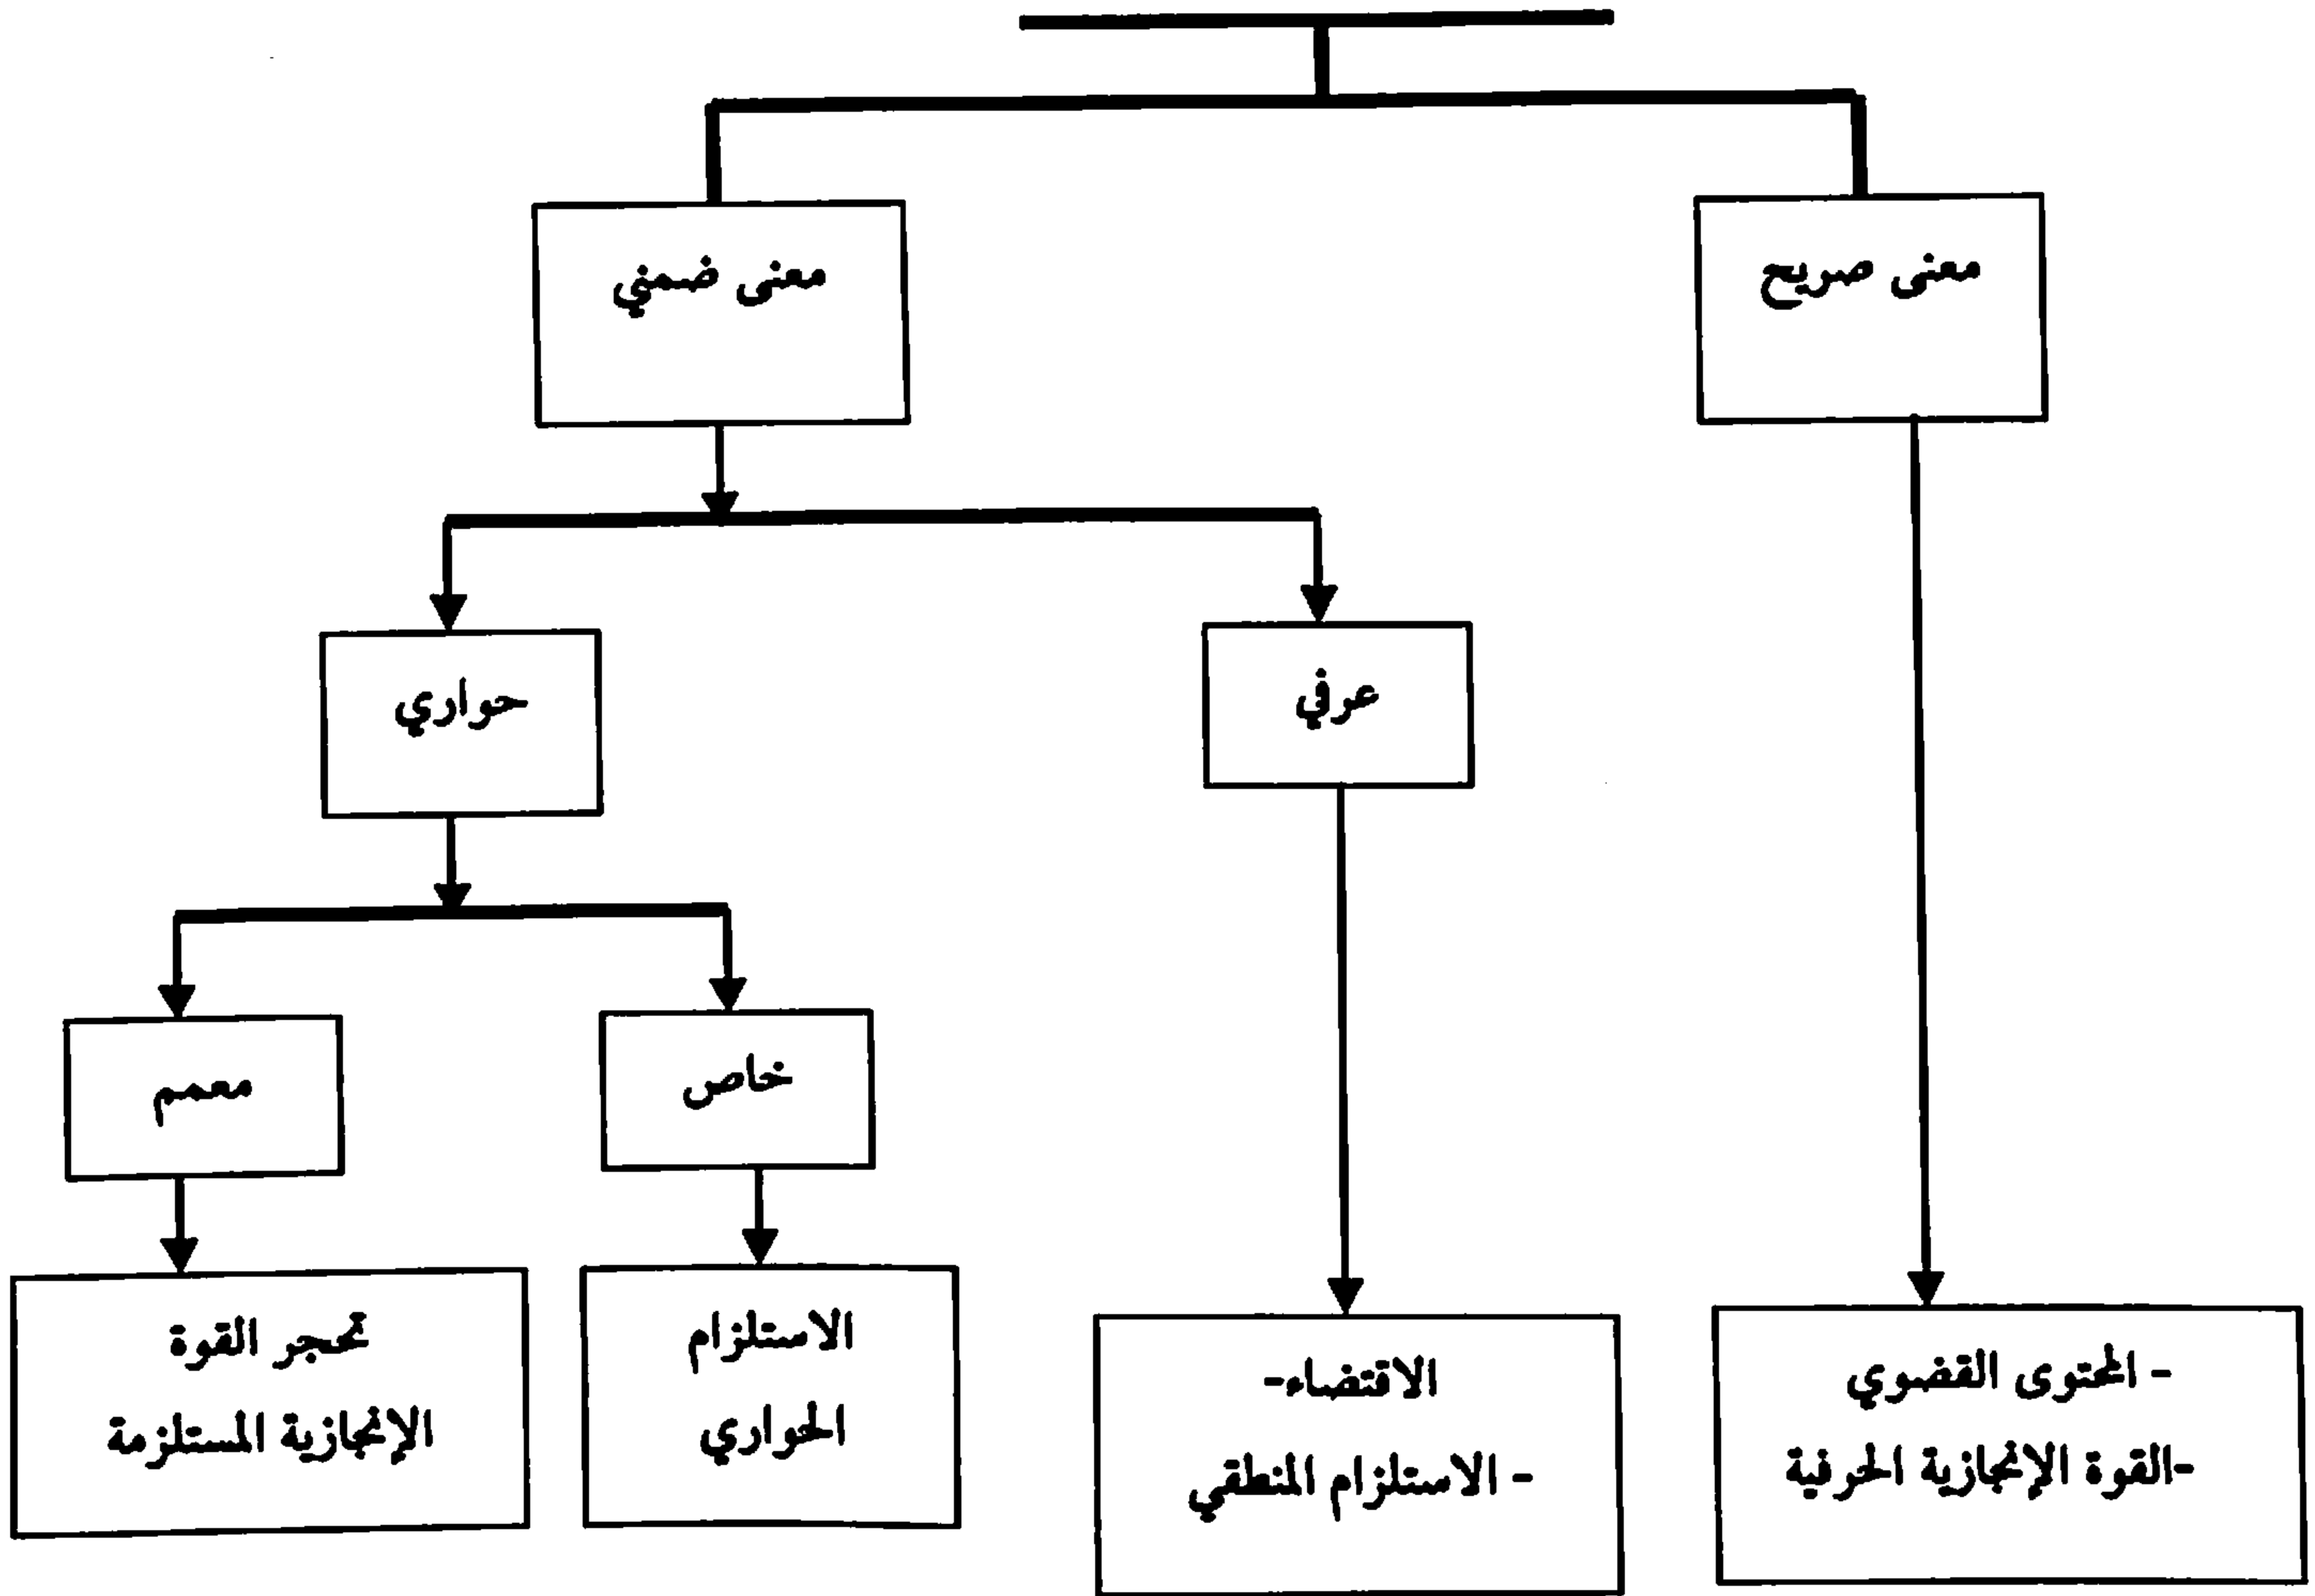 معنى صريح
معنى ضمني
عرفي
حواري
خاص
معمم
- المحتوى القضوي
-القوة الإنجازية الحرفية
الاقتضاء-
- الاستلزام المنطقي
الاستلزام
الحواري
القوة
الإنجازية المستلزمة